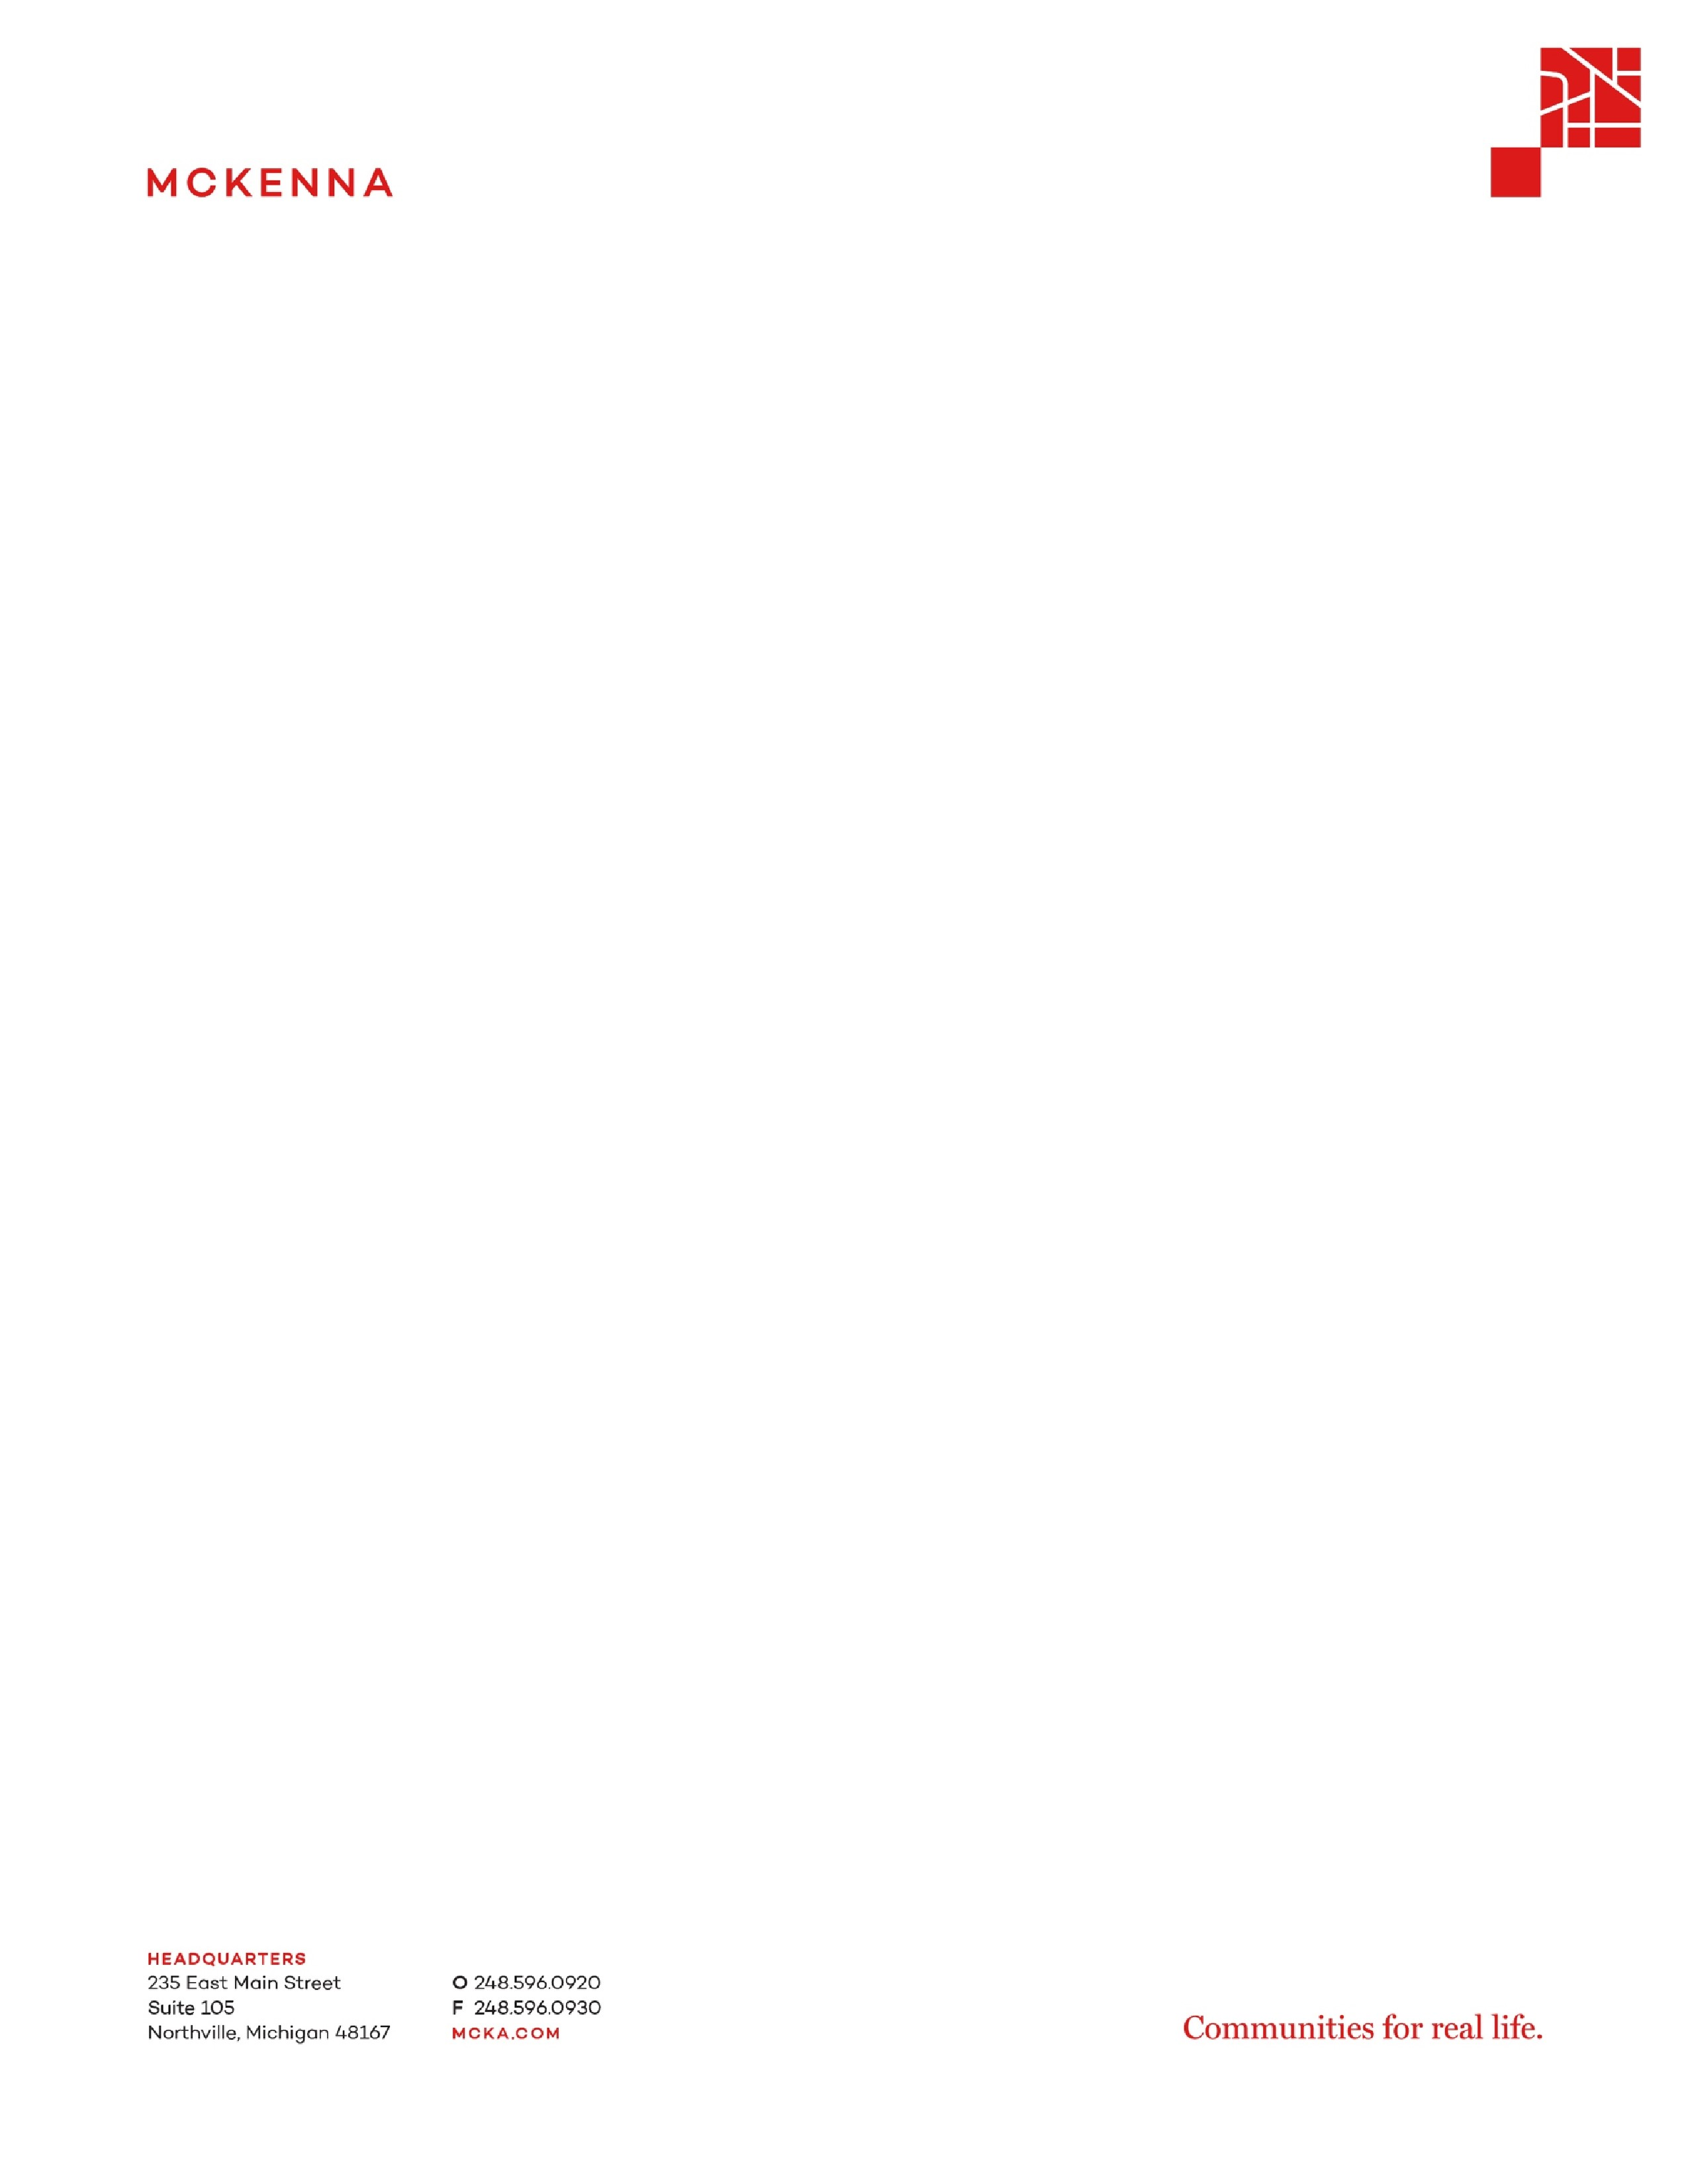 MCKENNA
HEADQUARTERS
235 East Main Street
Suite 105
Northville, Michigan 48167
O 248.596.0920
F 248.596.0930
MCKA.COM
Communities for real life.